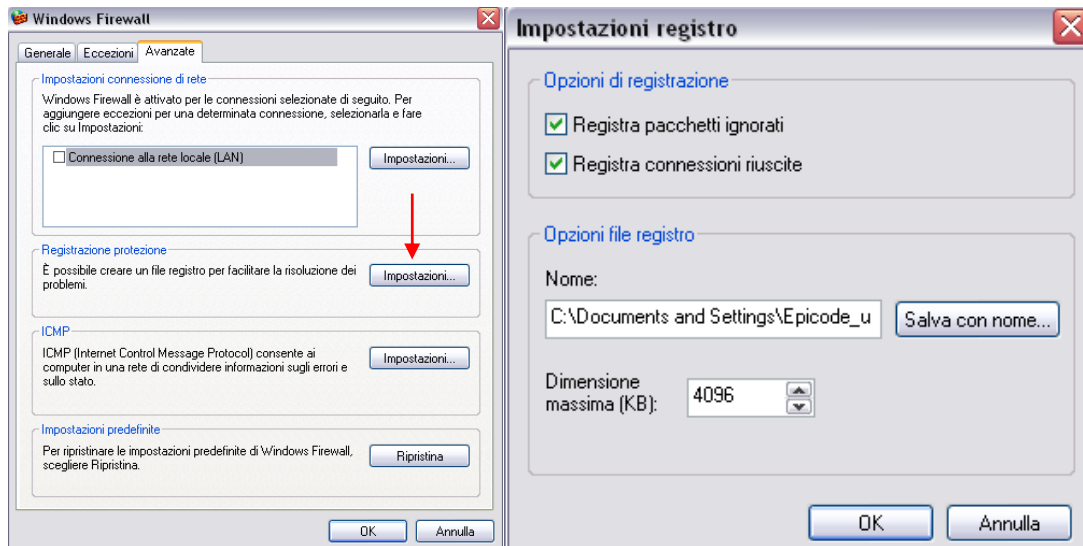 Windows Firewall
Generale Eccezioni Avanzate
Impostazioni connessione di rete
Windows Firewall è attivato per le connessioni selezionate di seguito. Per
aggiungere eccezioni per una determinata connessione, selezionarla e fare
clic su Impostazioni:
Connessione alla rete locale (LAN)
Impostazioni...
Registrazione protezione
È possibile creare un file registro per facilitare la risoluzione dei
problemi.
Impostazioni...
ICMP
ICMP (Internet Control Message Protocol) consente ai
computer in una rete di condividere informazioni sugli errori e
sullo stato.
Impostazioni...
Impostazioni predefinite
Per ripristinare le impostazioni predefinite di Windows Firewall,
scegliere Ripristina.
Ripristina
OK Annulla
Impostazioni registro
Opzioni di registrazione
Registra pacchetti ignorati
Registra connessioni riuscite
Opzioni file registro
Nome:
C:\Documents and Settings\Epicode_u
Salva con nome...
Dimensione
massima (KB):
4096
OK Annulla